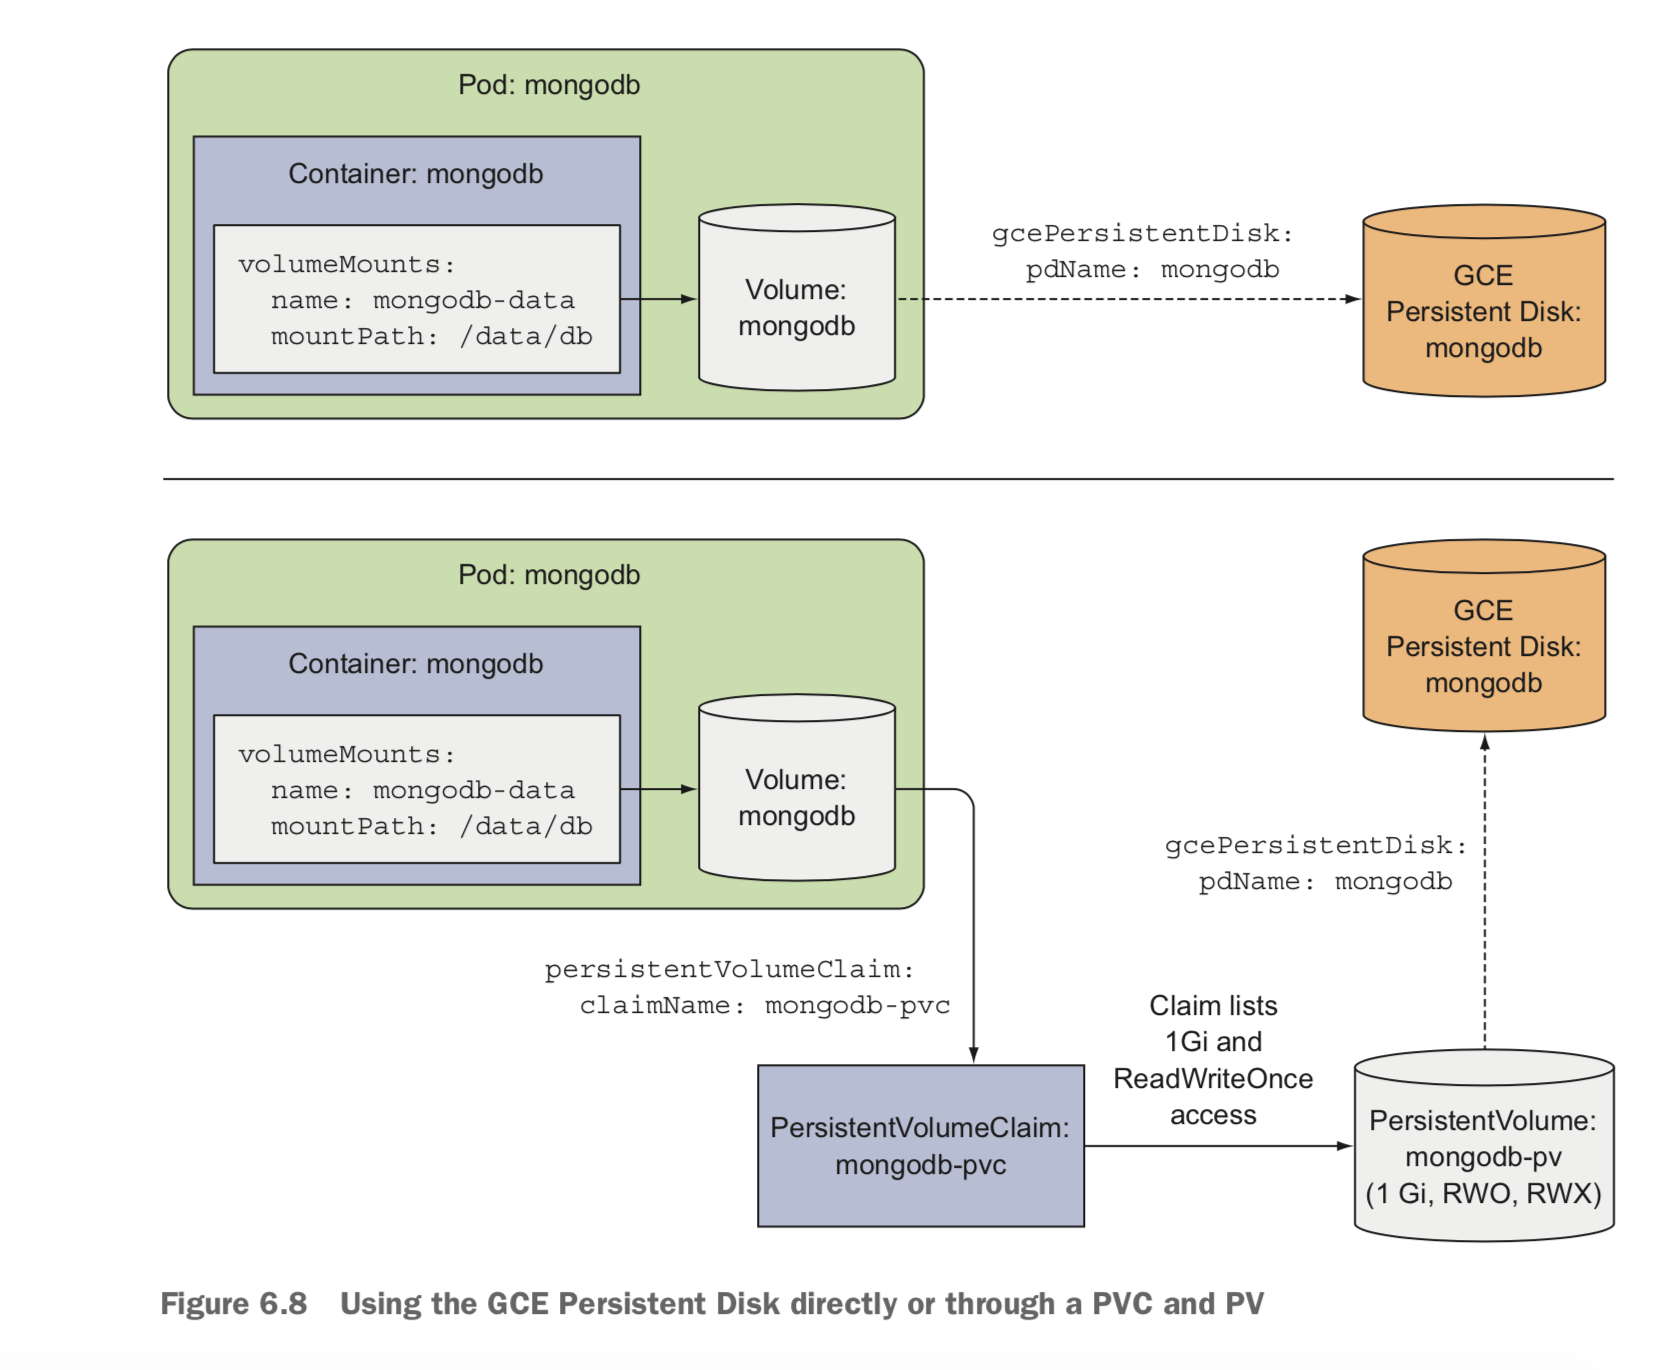 Pod: mongodb
Container: mongodb
volumeMounts:
name: mongodb-data
mountPath: /data/db
Volume:
mongodb
gcePersistentDisk:
pdName: mongodb
GCE
Persistent Disk:
mongodb
Pod: mongodb
Container: mongodb
volumeMounts:
name: mongodb-data
mountPath: /data/db
Volume:
mongodb
persistentVolumeClaim:
claimName: mongodb-pvc
PersistentVolumeClaim:
mongodb-pvc
Claim lists
1Gi and
ReadWriteOnce
access
PersistentVolume:
mongodb-pv
(1 Gi, RWO, RWX)
gcePersistentDisk:
pdName: mongodb
GCE
Persistent Disk:
mongodb
Figure 6.8 Using the GCE Persistent Disk directly or through a PVC and PV